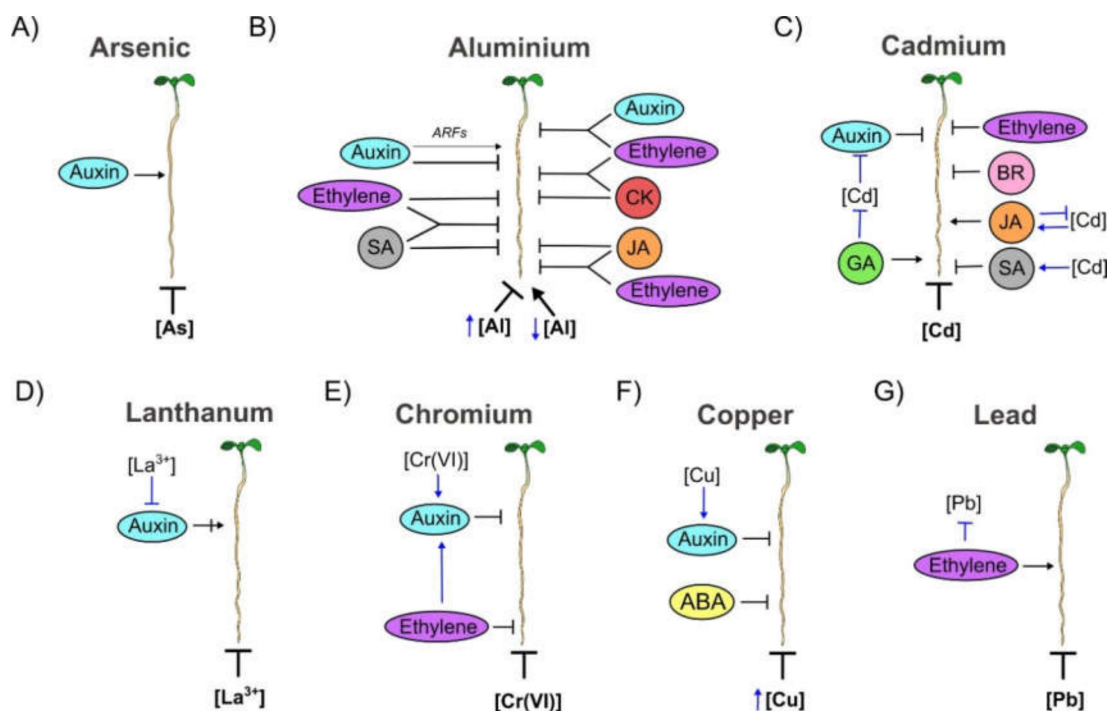 A)
Arsenic
Auxin
[As]
B)
Aluminium
Auxin
ARFs
Ethylene
SA
Auxin
Ethylene
CK
JA
Ethylene
[Al]
[Al]
C)
Cadmium
Auxin
[Cd]
GA
Ethylene
BR
JA
[Cd]
SA
[Cd]
[Cd]
D)
Lanthanum
[La³⁺]
Auxin
[La³⁺]
E)
Chromium
[Cr(VI)]
Auxin
Ethylene
[Cr(VI)]
F)
Copper
[Cu]
Auxin
ABA
[Cu]
G)
Lead
[Pb]
Ethylene
[Pb]